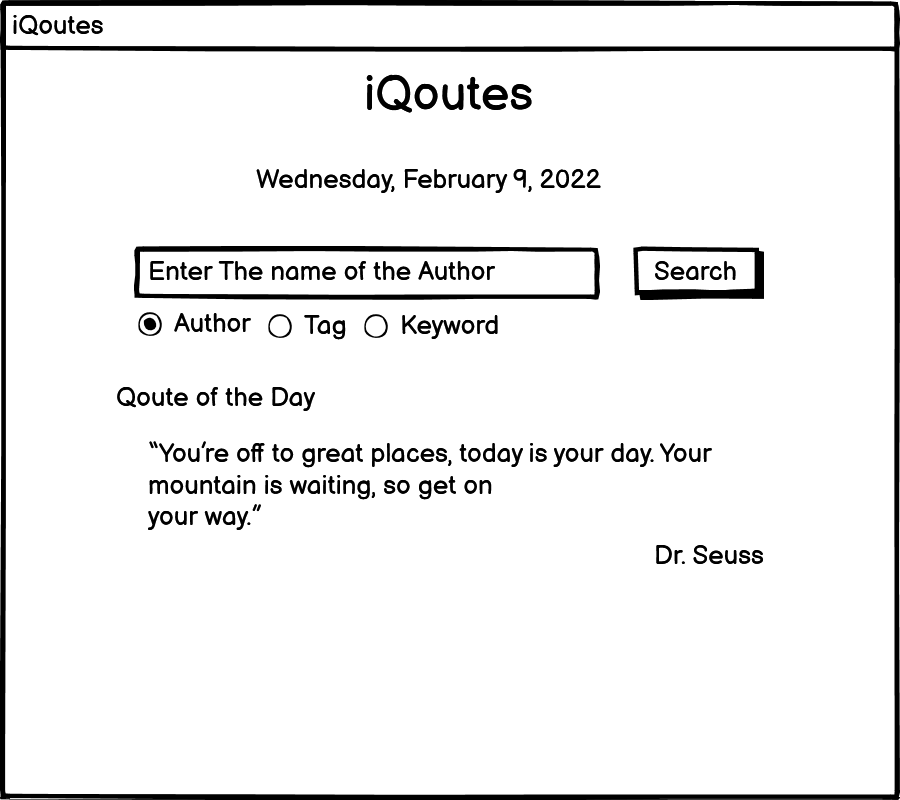 iQoutes
iQoutes
Wednesday, February 9, 2022
Enter The name of the Author
Search
Author Tag Keyword
Qoute of the Day
“You’re off to great places, today is your day. Your
mountain is waiting, so get on
your way.”
Dr. Seuss